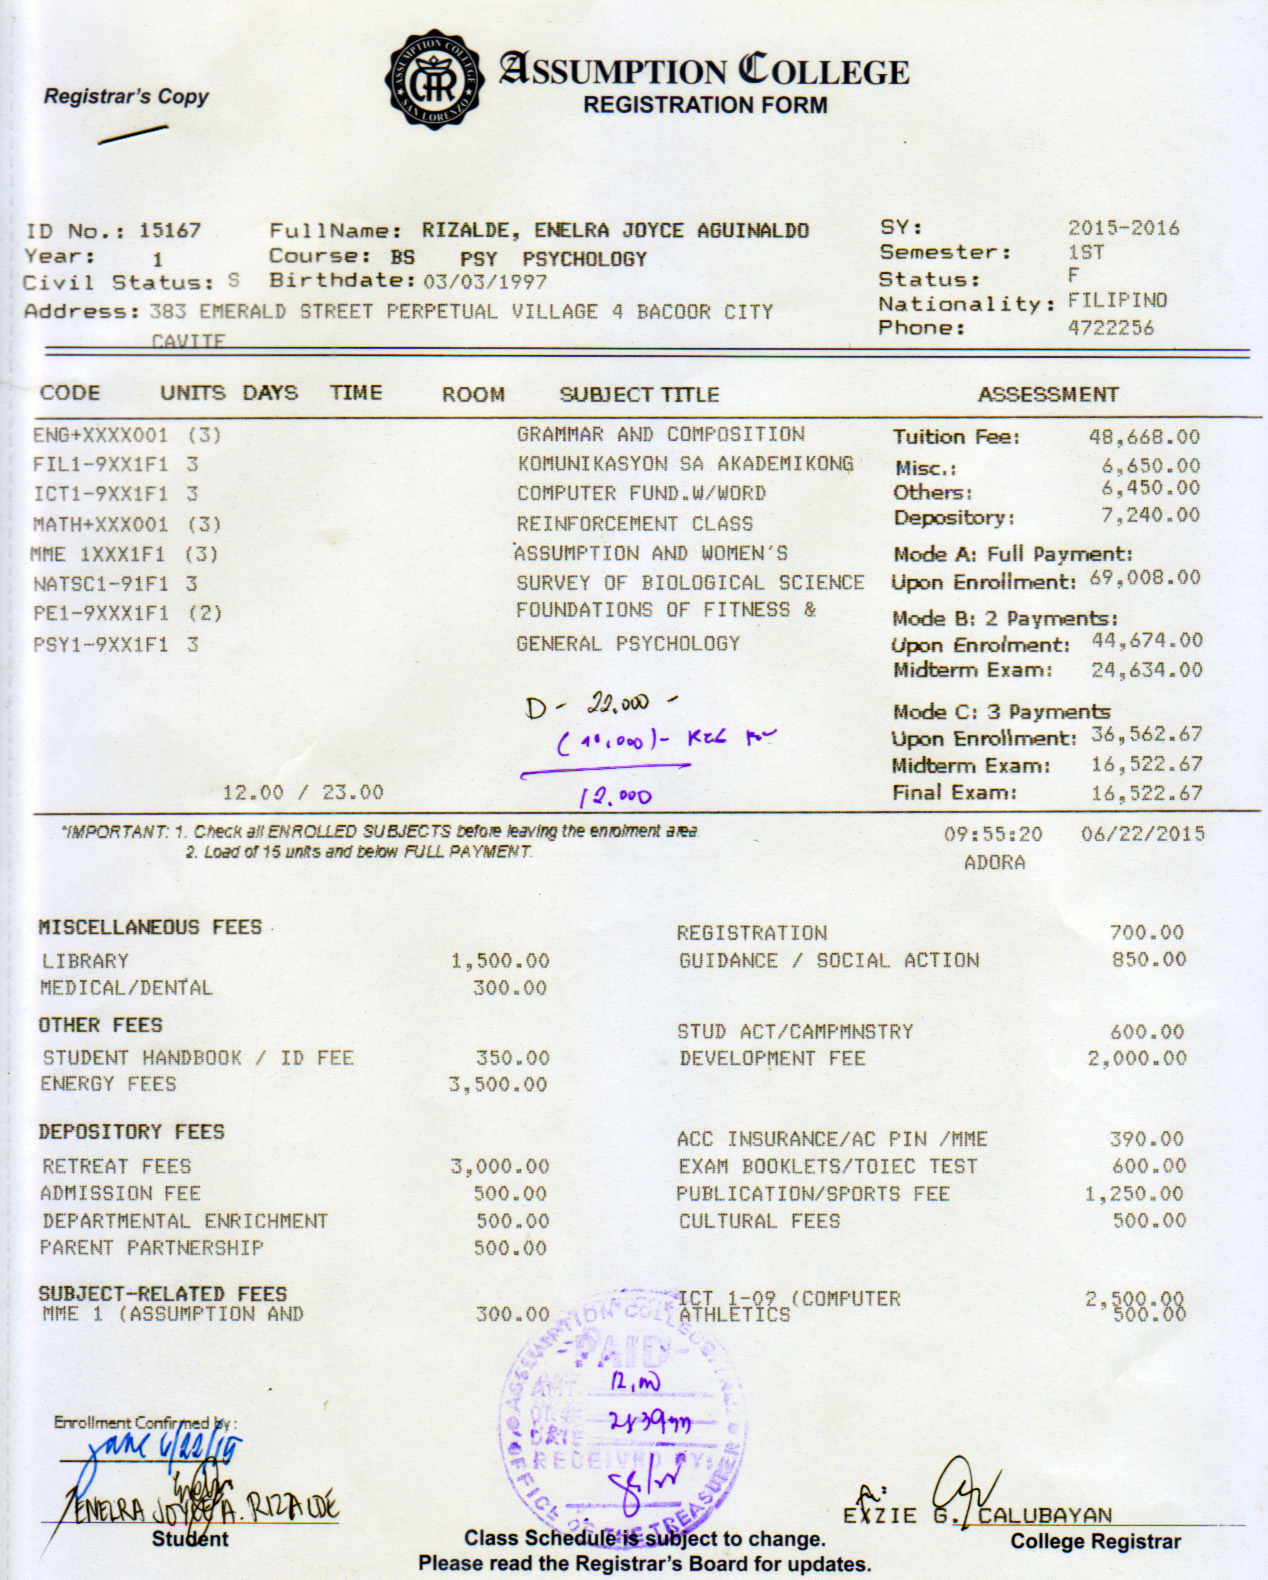 Registrar's Copy
ASSUMPTION COLLEGE
SAN LORENZO
ASSUMPTION COLLEGE
REGISTRATION FORM
ID No.: 15167 FullName: RIZALDE, ENELRA JOYCE AGUINALDO SY: 2015-2016
Year: 1 Course: BS PSY PSYCHOLOGY Semester: 1ST
Civil Status: S Birthdate: 03/03/1997 Status: F
Address: 383 EMERALD STREET PERPETUAL VILLAGE 4 BACOOR CITY Nationality: FILIPINO
CAVITE Phone: 4722256
CODE UNITS DAYS TIME ROOM SUBJECT TITLE ASSESSMENT
ENG+XXXX001 (3) GRAMMAR AND COMPOSITION Tuition Fee: 48,668.00
FIL1-9XX1F1 3 KOMUNIKASYON SA AKADEMIKONG Misc.: 6,650.00
ICT1-9XX1F1 3 COMPUTER FUND.W/WORD Others: 6,450.00
MATH+XXX001 (3) REINFORCEMENT CLASS Depository: 7,240.00
MME 1XXX1F1 (3) ASSUMPTION AND WOMEN'S Mode A: Full Payment:
NATSC1-91F1 3 SURVEY OF BIOLOGICAL SCIENCE Upon Enrollment: 69,008.00
PE1-9XXX1F1 (2) FOUNDATIONS OF FITNESS & Mode B: 2 Payments:
PSY1-9XX1F1 3 GENERAL PSYCHOLOGY Upon Enrolment: 44,674.00
Midterm Exam: 24,634.00
D - 22.000 -
Mode C: 3 Payments
(10,000) - Upon Enrollment: 36,562.67
Midterm Exam: 16,522.67
12.00 / 23.00 12.000 Final Exam: 16,522.67
*IMPORTANT: 1. Check all ENROLLED SUBJECTS before leaving the enrolment area 09:55:20 06/22/2015
2. Load of 15 units and below FULL PAYMENT. ADORA
MISCELLANEOUS FEES REGISTRATION 700.00
LIBRARY 1,500.00 GUIDANCE / SOCIAL ACTION 850.00
MEDICAL/DENTAL 300.00
OTHER FEES STUD ACT/CAMPMNSTRY 600.00
STUDENT HANDBOOK / ID FEE 350.00 DEVELOPMENT FEE 2,000.00
ENERGY FEES 3,500.00
DEPOSITORY FEES ACC INSURANCE/AC PIN /MME 390.00
RETREAT FEES 3,000.00 EXAM BOOKLETS/TOIEC TEST 600.00
ADMISSION FEE 500.00 PUBLICATION/SPORTS FEE 1,250.00
DEPARTMENTAL ENRICHMENT 500.00 CULTURAL FEES 500.00
PARENT PARTNERSHIP 500.00
SUBJECT-RELATED FEES ICT 1-09 (COMPUTER 2,500.00
MME 1 (ASSUMPTION AND 300.00 ATHLETICS 500.00
ASSUMPTION COLLEGE, INC.
PAID
AMT.
OR#
DATE
RECEIVED BY:
OFFICE OF THE TREASURER
Enrollment Confirmed by:
Jane 6/22/15
ENELRA JOYCE A. RIZALDE EXZIE G. CALUBAYAN
Student College Registrar
Class Schedule is subject to change.
Please read the Registrar's Board for updates.